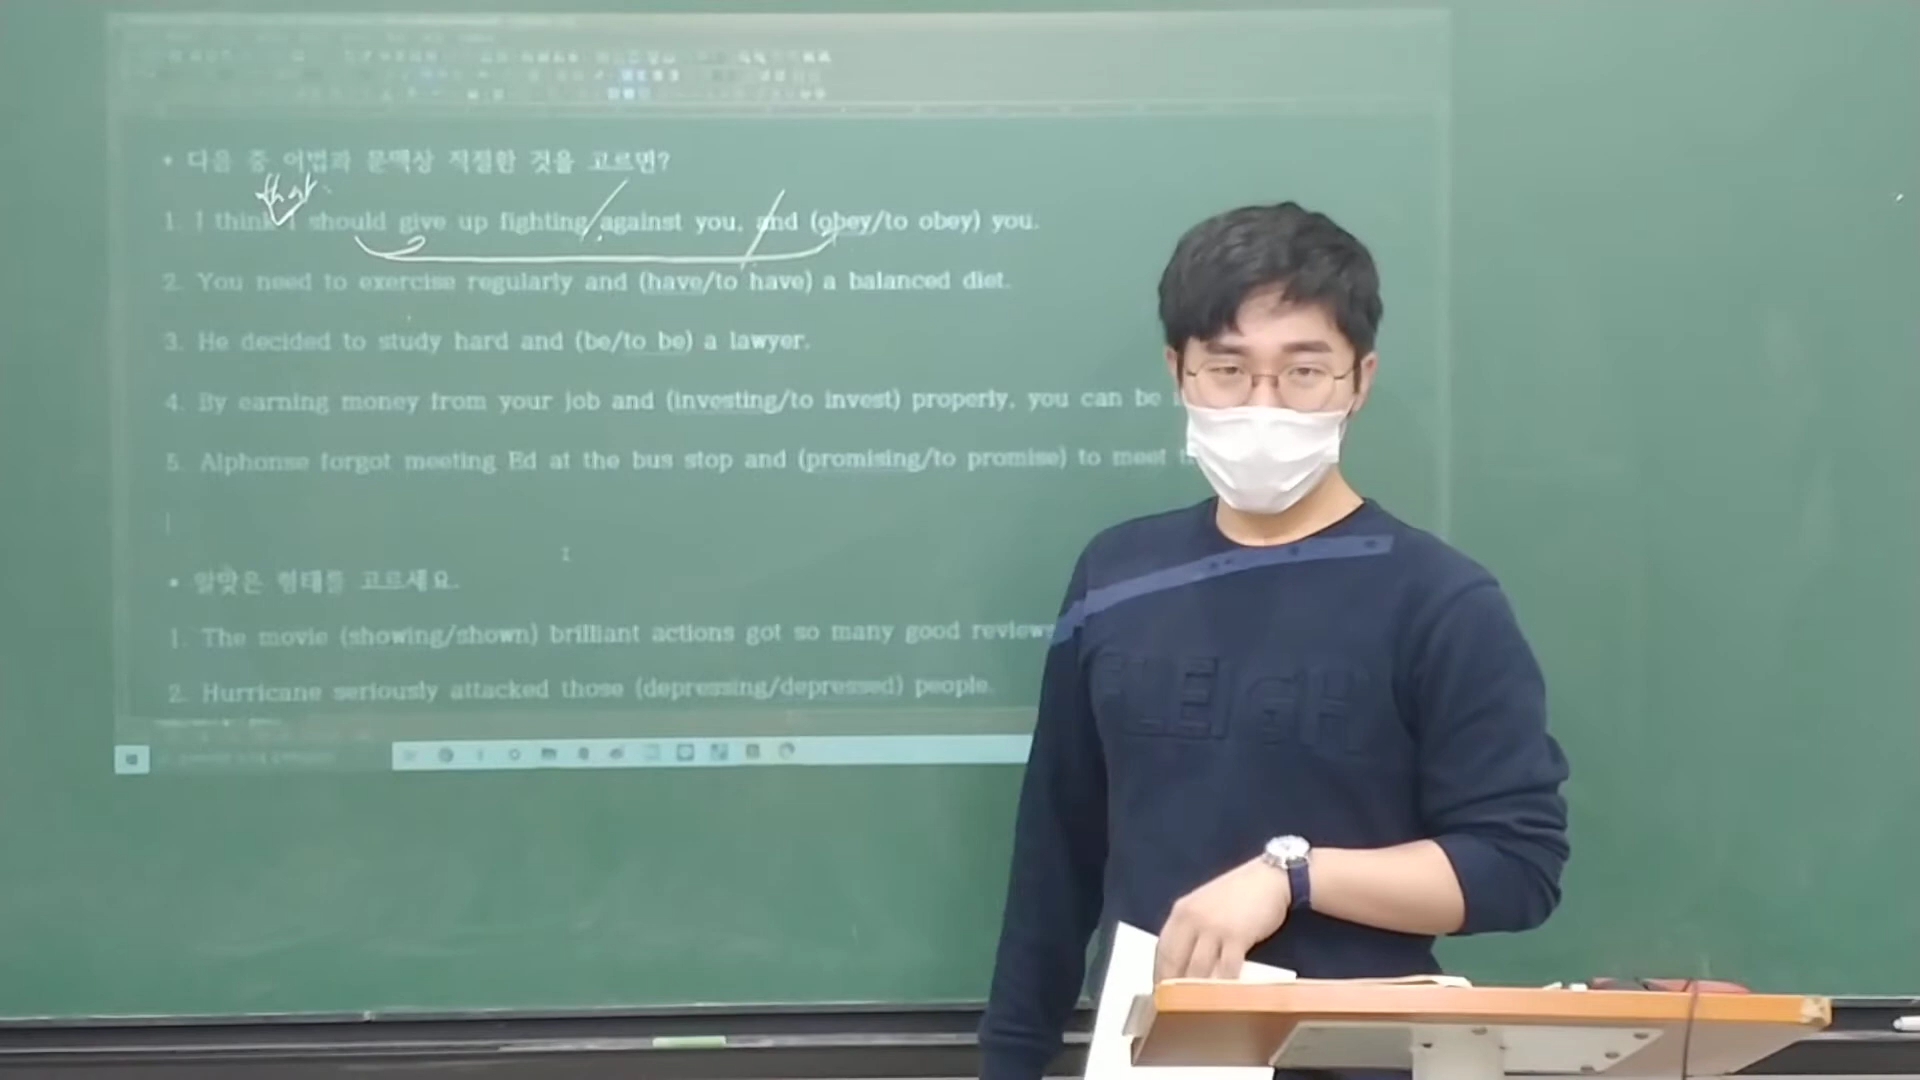 • 다음 중 어법과 문맥상 적절한 것을 고르면?
that
1. I think I should give up fighting against you, and (obey/to obey) you.
2. You need to exercise regularly and (have/to have) a balanced diet.
3. He decided to study hard and (be/to be) a lawyer.
4. By earning money from your job and (investing/to invest) properly, you can be
5. Alphonse forgot meeting Ed at the bus stop and (promising/to promise) to meet
• 알맞은 형태를 고르세요.
1. The movie (showing/shown) brilliant actions got so many good reviews
2. Hurricane seriously attacked those (depressing/depressed) people.
LEIGH